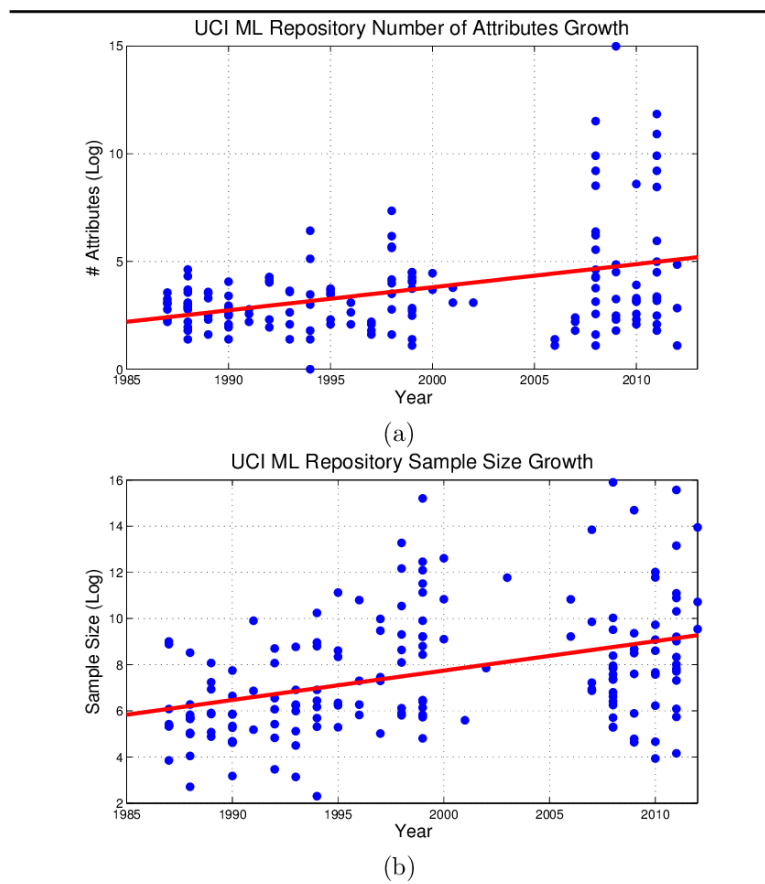 UCI ML Repository Number of Attributes Growth
15
10
5
0
# Attributes (Log)
1985 1990 1995 2000 2005 2010
Year
(a)
UCI ML Repository Sample Size Growth
16
14
12
10
8
6
4
2
Sample Size (Log)
1985 1990 1995 2000 2005 2010
Year
(b)